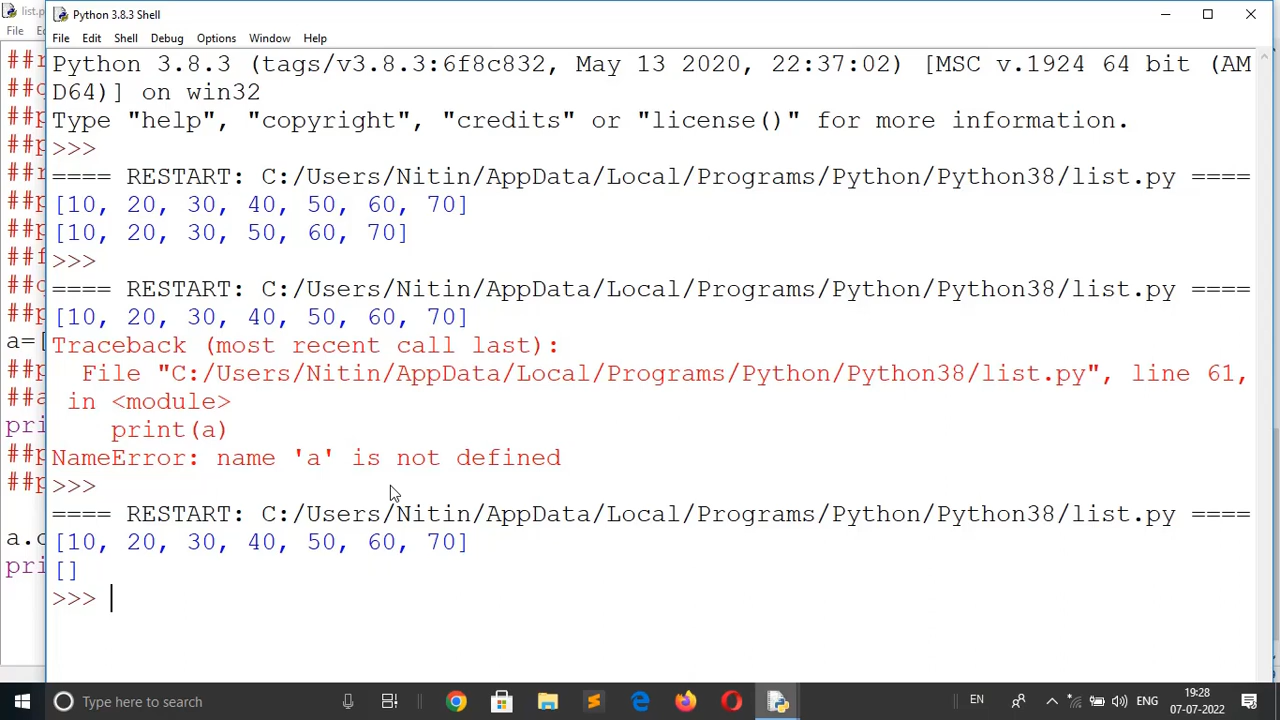 list.p
Python 3.8.3 Shell
File
File Edit Shell Debug Options Window Help
Python 3.8.3 (tags/v3.8.3:6f8c832, May 13 2020, 22:37:02) [MSC v.1924 64 bit (AM
D64)] on win32
Type "help", "copyright", "credits" or "license()" for more information.
>>>
==== RESTART: C:/Users/Nitin/AppData/Local/Programs/Python/Python38/list.py ====
[10, 20, 30, 40, 50, 60, 70]
[10, 20, 30, 50, 60, 70]
>>>
==== RESTART: C:/Users/Nitin/AppData/Local/Programs/Python/Python38/list.py ====
[10, 20, 30, 40, 50, 60, 70]
Traceback (most recent call last):
File "C:/Users/Nitin/AppData/Local/Programs/Python/Python38/list.py", line 61,
in <module>
print(a)
NameError: name 'a' is not defined
>>>
==== RESTART: C:/Users/Nitin/AppData/Local/Programs/Python/Python38/list.py ====
[10, 20, 30, 40, 50, 60, 70]
[]
>>>
a=[
a.c
Type here to search
EN
ENG
19:28
07-07-2022